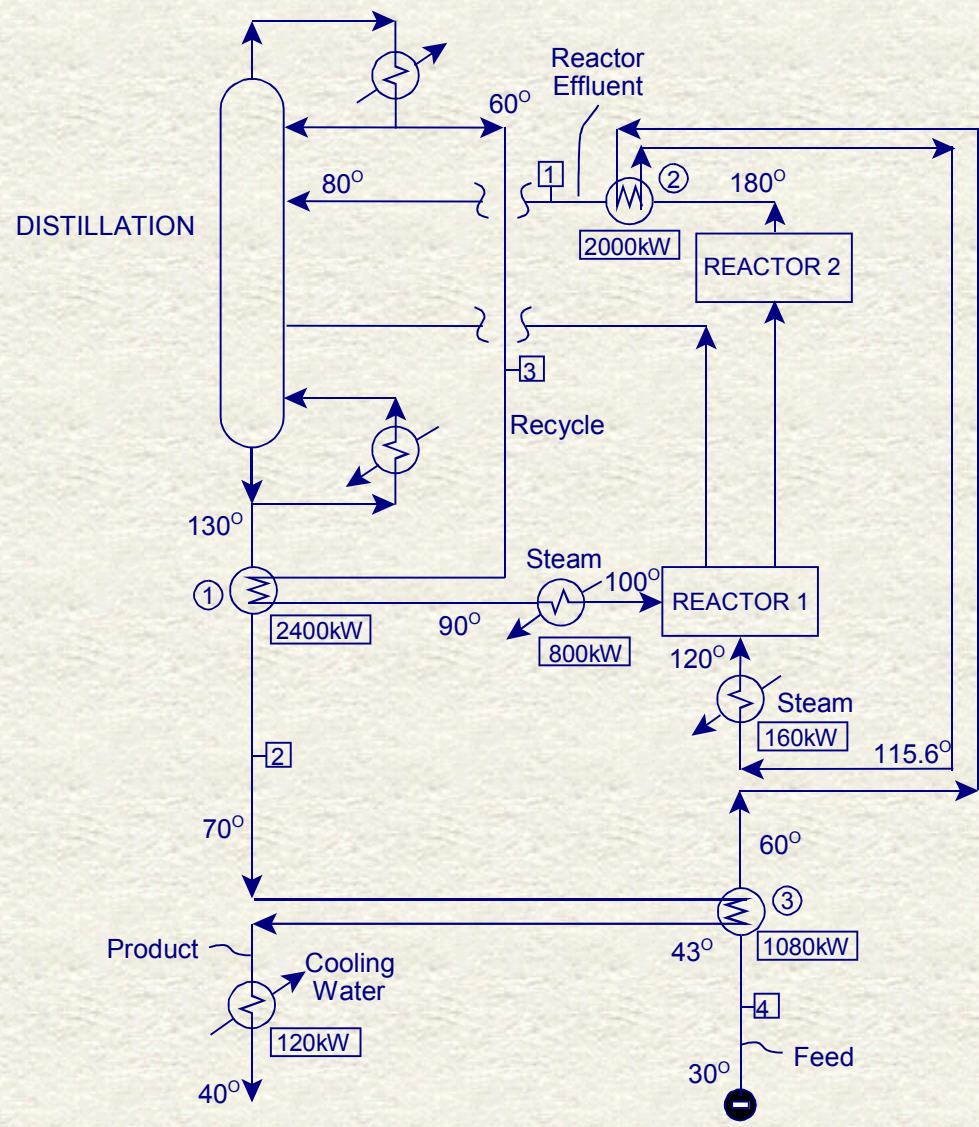 Reactor
Effluent
60°
1
2
180°
80°
DISTILLATION
2000kW
REACTOR 2
3
Recycle
130°
Steam
100°
1
REACTOR 1
2400kW
90°
800kW
120°
Steam
160kW
2
115.6°
70°
60°
3
Product
43°
1080kW
Cooling
Water
4
120kW
Feed
30°
40°